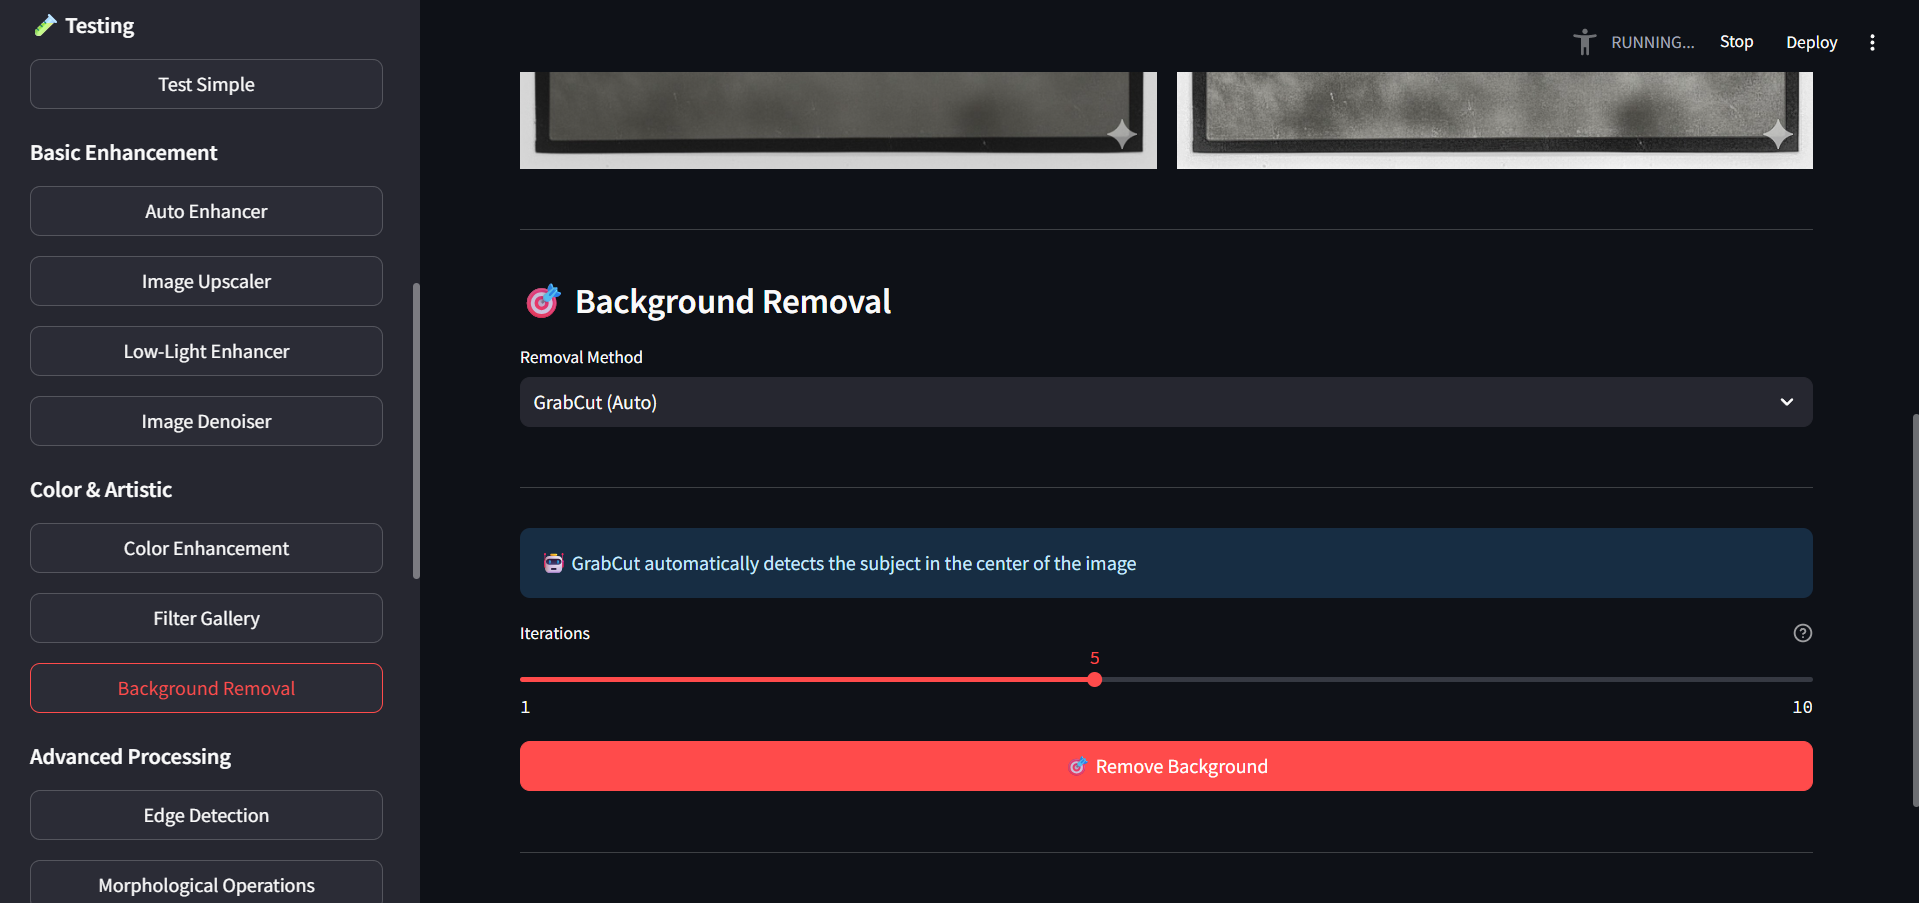 Testing
Test Simple
Basic Enhancement
Auto Enhancer
Image Upscaler
Low-Light Enhancer
Image Denoiser
Color & Artistic
Color Enhancement
Filter Gallery
Background Removal
Advanced Processing
Edge Detection
Morphological Operations
RUNNING... Stop Deploy
Background Removal
Removal Method
GrabCut (Auto)
GrabCut automatically detects the subject in the center of the image
Iterations
5
1 10
Remove Background